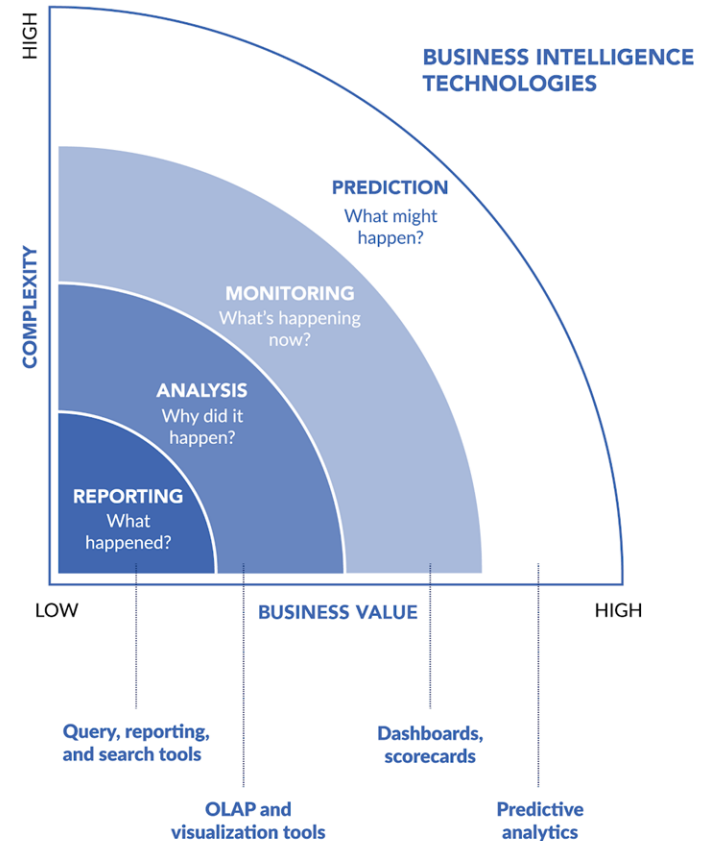 HIGH
BUSINESS INTELLIGENCE
TECHNOLOGIES
PREDICTION
What might
happen?
MONITORING
What's happening
now?
COMPLEXITY
ANALYSIS
Why did it
happen?
REPORTING
What
happened?
LOW
BUSINESS VALUE
HIGH
Query, reporting,
and search tools
Dashboards,
scorecards
OLAP and
visualization tools
Predictive
analytics